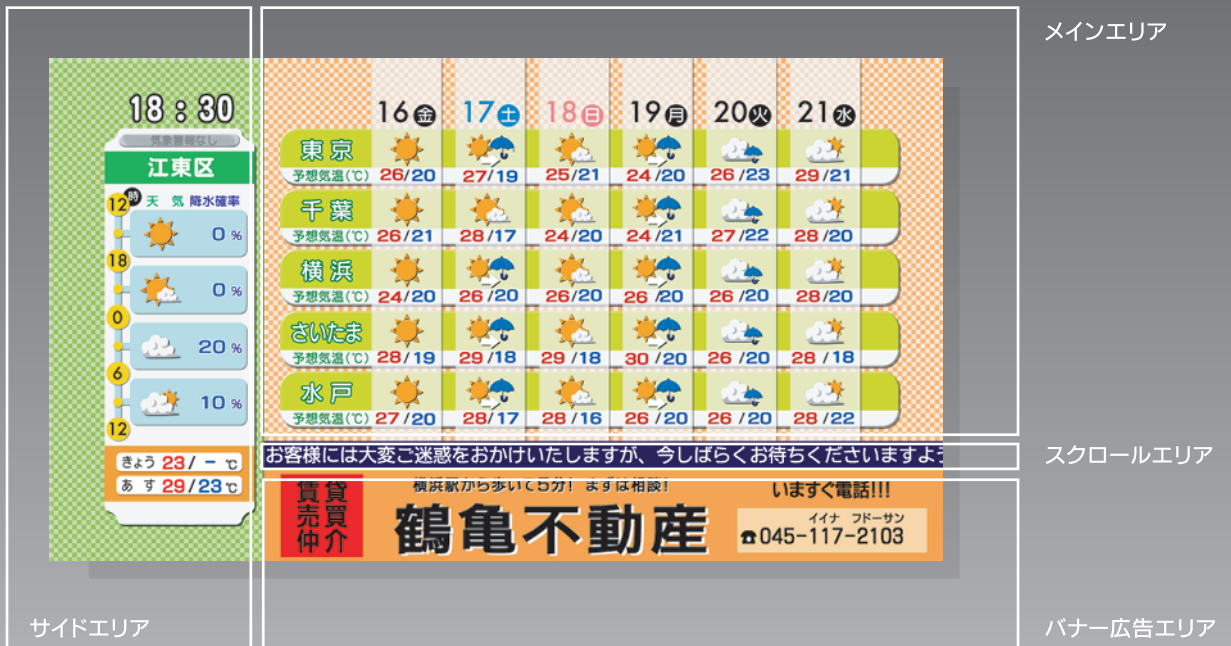 メインエリア
18:30
気象警報なし
江東区
時 天 気 降水確率
12
0 %
18
0 %
0
20 %
6
10 %
12
きょう 23/ − ℃
あ す 29/23 ℃
16金 17土 18日 19月 20火 21水
東京
予想気温(℃) 26/20 27/19 25/21 24/20 26/23 29/21
千葉
予想気温(℃) 26/21 28/17 24/20 24/21 27/22 28/20
横浜
予想気温(℃) 24/20 26/20 26/20 26/20 26/20 28/20
さいたま
予想気温(℃) 28/19 29/18 29/18 30/20 26/20 28/18
水戸
予想気温(℃) 27/20 28/17 28/16 26/20 26/20 28/22
お客様には大変ご迷惑をおかけいたしますが、今しばらくお待ちくださいますよう
スクロールエリア
賃貸
売買
仲介
横浜駅から歩いて5分! まずは相談!
鶴亀不動産
いますぐ電話!!!
イイナ フドーサン
☎045-117-2103
サイドエリア
バナー広告エリア